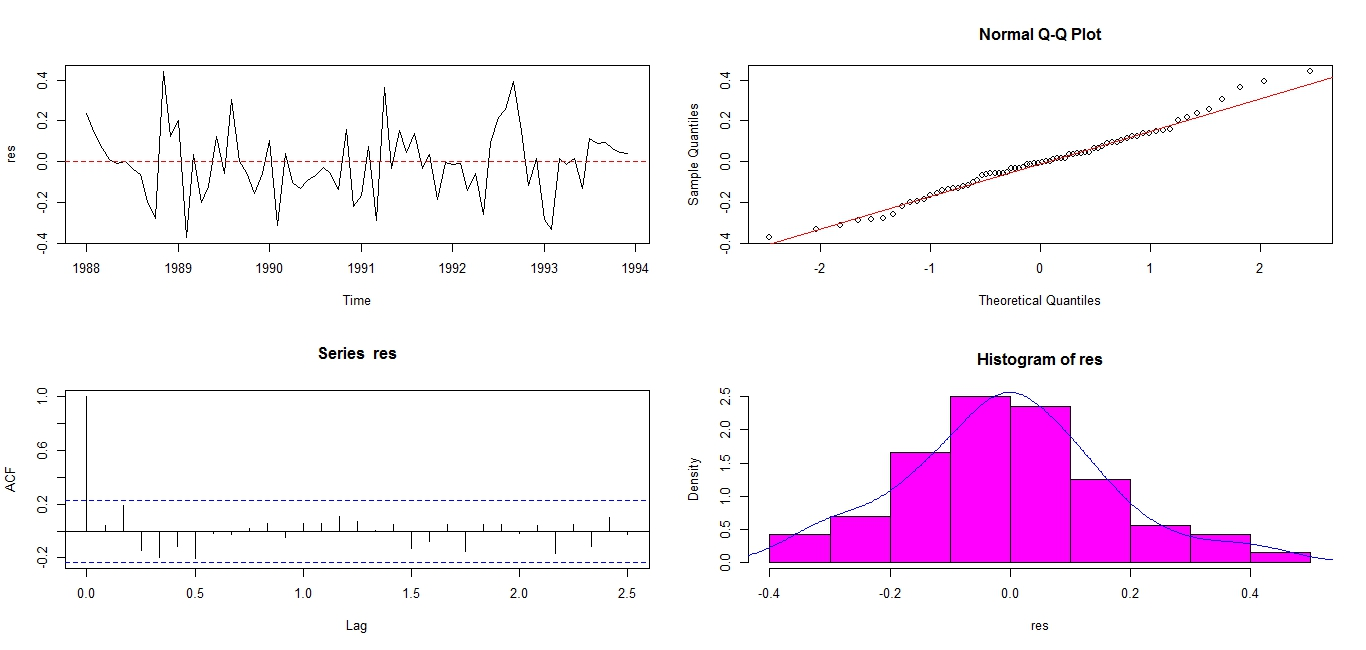 res
0.4
0.2
0.0
-0.2
-0.4
1988 1989 1990 1991 1992 1993 1994
Time
Normal Q-Q Plot
Sample Quantiles
0.4
0.2
0.0
-0.2
-0.4
-2 -1 0 1 2
Theoretical Quantiles
Series res
ACF
1.0
0.6
0.2
-0.2
0.0 0.5 1.0 1.5 2.0 2.5
Lag
Histogram of res
Density
2.5
2.0
1.5
1.0
0.5
0.0
-0.4 -0.2 0.0 0.2 0.4
res